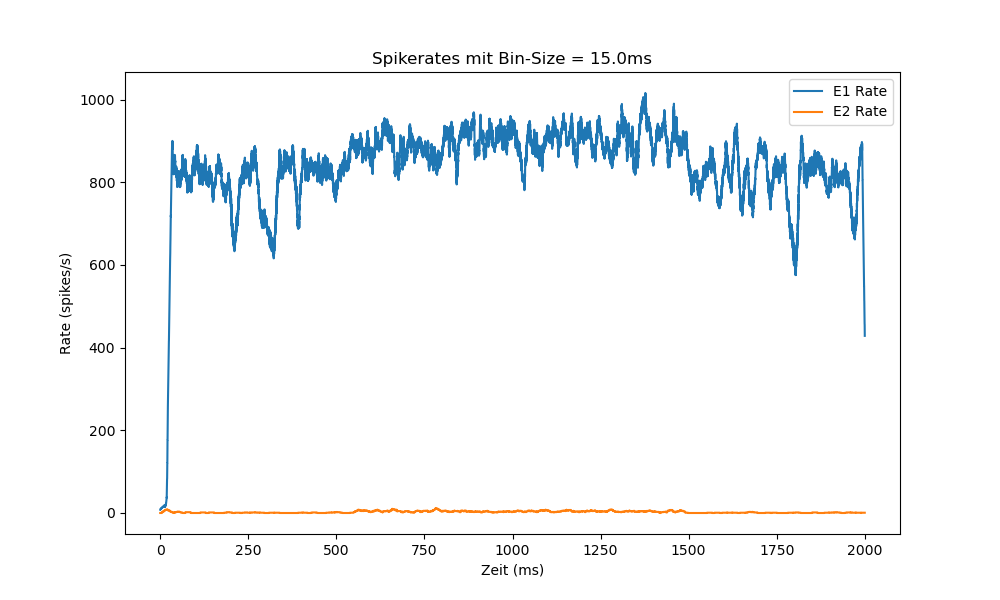 Spikerates mit Bin-Size = 15.0ms
E1 Rate
E2 Rate
1000
800
600
400
200
0
Rate (spikes/s)
0 250 500 750 1000 1250 1500 1750 2000
Zeit (ms)